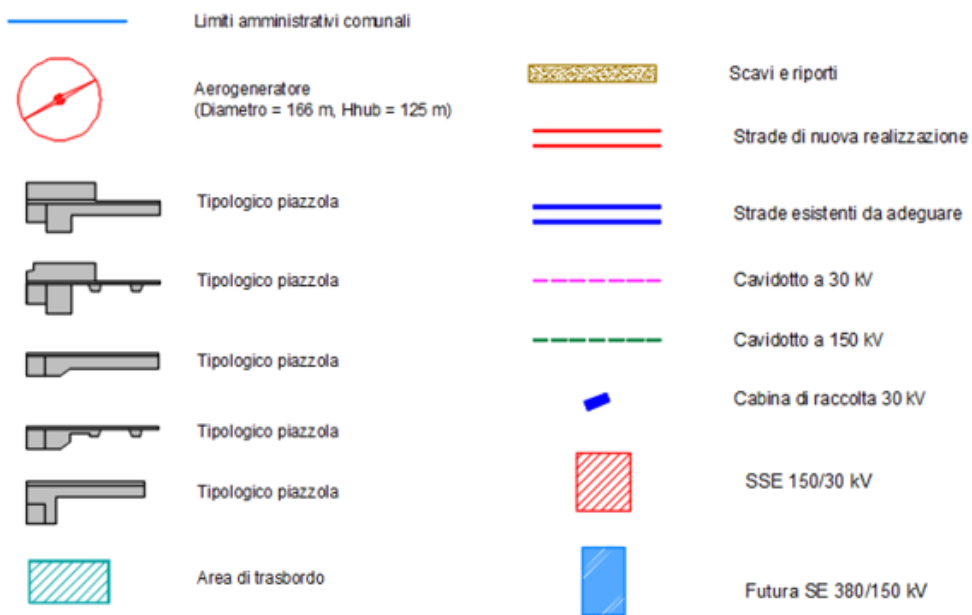 Limiti amministrativi comunali
Aerogeneratore
(Diametro = 166 m, Hhub = 125 m)
Tipologico piazzola
Tipologico piazzola
Tipologico piazzola
Tipologico piazzola
Tipologico piazzola
Area di trasbordo
Scavi e riporti
Strade di nuova realizzazione
Strade esistenti da adeguare
Cavidotto a 30 kV
Cavidotto a 150 kV
Cabina di raccolta 30 kV
SSE 150/30 kV
Futura SE 380/150 kV